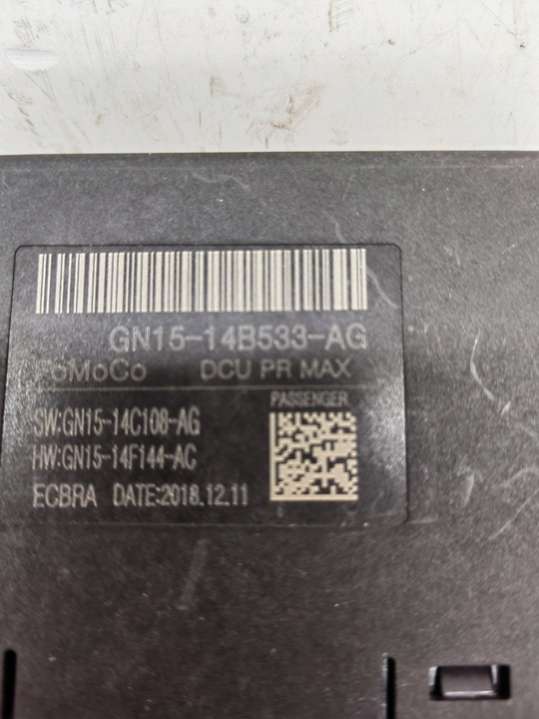 GN15-14B533-AG
FoMoCo DCU PR MAX
PASSENGER
SW:GN15-14C108-AG
HW:GN15-14F144-AC
ECBRA DATE:2018.12.11